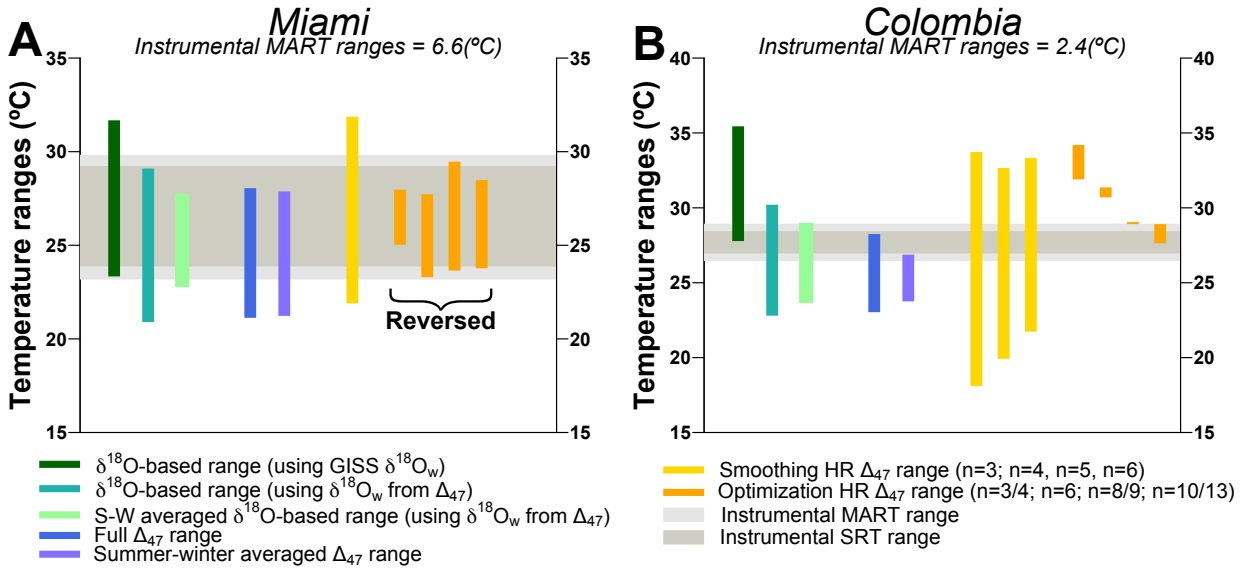 A
Miami
Instrumental MART ranges = 6.6(ºC)
Temperature ranges (ºC)
35
30
25
20
15
35
30
25
20
15
Reversed
B
Colombia
Instrumental MART ranges = 2.4(ºC)
Temperature ranges (ºC)
40
35
30
25
20
15
40
35
30
25
20
15
δ¹⁸O-based range (using GISS δ¹⁸Ow)
δ¹⁸O-based range (using δ¹⁸Ow from Δ₄₇)
S-W averaged δ¹⁸O-based range (using δ¹⁸Ow from Δ₄₇)
Full Δ₄₇ range
Summer-winter averaged Δ₄₇ range
Smoothing HR Δ₄₇ range (n=3; n=4, n=5, n=6)
Optimization HR Δ₄₇ range (n=3/4; n=6; n=8/9; n=10/13)
Instrumental MART range
Instrumental SRT range